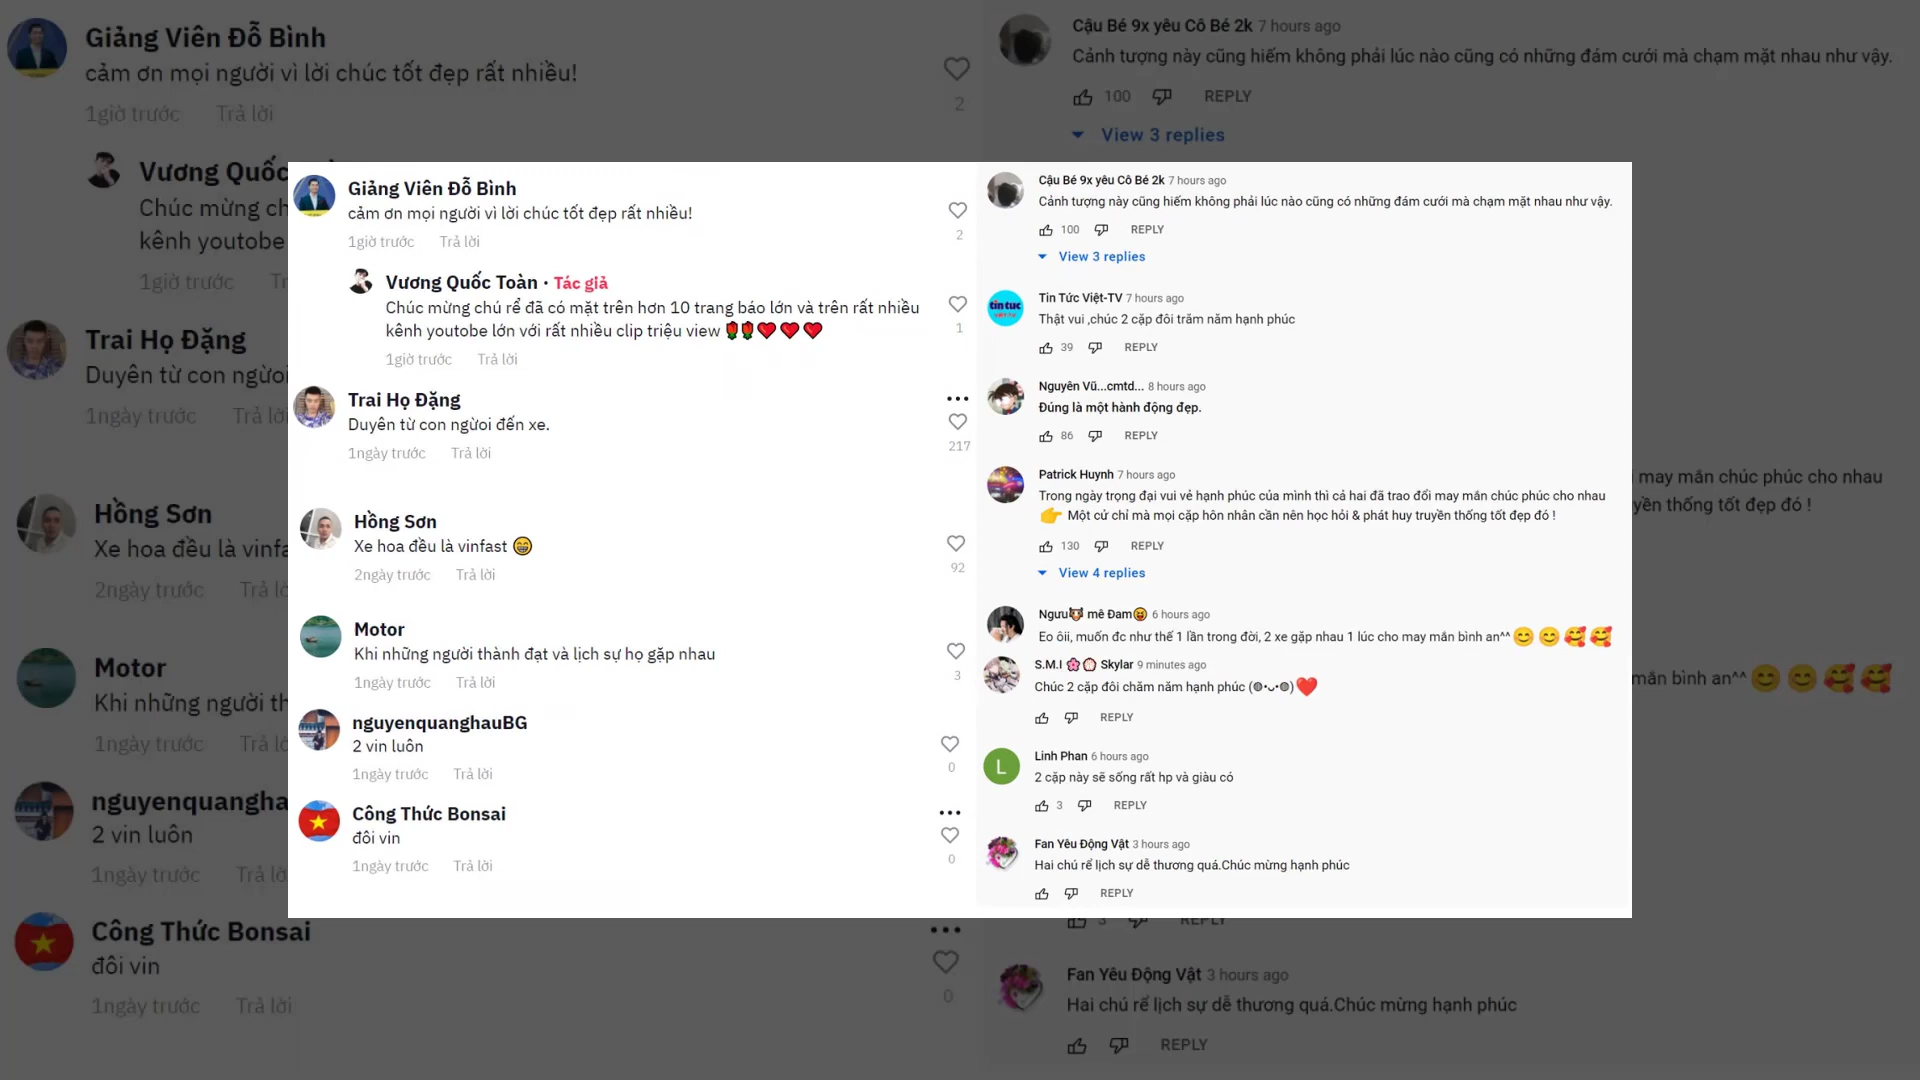 Giảng Viên Đỗ Bình
cảm ơn mọi người vì lời chúc tốt đẹp rất nhiều!
1giờ trước Trả lời
2
Vương Quốc Toàn · Tác giả
Chúc mừng chú rể đã có mặt trên hơn 10 trang báo lớn và trên rất nhiều
kênh youtobe lớn với rất nhiều clip triệu view 🌹🌹❤️❤️❤️
1giờ trước Trả lời
1
Trai Họ Đặng
Duyên từ con ngừoi đến xe.
1ngày trước Trả lời
217
Hồng Sơn
Xe hoa đều là vinfast 😁
2ngày trước Trả lời
92
Motor
Khi những người thành đạt và lịch sự họ gặp nhau
1ngày trước Trả lời
3
nguyenquanghauBG
2 vin luôn
1ngày trước Trả lời
0
Công Thức Bonsai
đôi vin
1ngày trước Trả lời
0
Cậu Bé 9x yêu Cô Bé 2k 7 hours ago
Cảnh tượng này cũng hiếm không phải lúc nào cũng có những đám cưới mà chạm mặt nhau như vậy.
100 REPLY
View 3 replies
tin tuc
Tin Tức Việt-TV 7 hours ago
Thật vui ,chúc 2 cặp đôi trăm năm hạnh phúc
39 REPLY
Nguyên Vũ...cmtd... 8 hours ago
Đúng là một hành động đẹp.
86 REPLY
Patrick Huynh 7 hours ago
Trong ngày trọng đại vui vẻ hạnh phúc của mình thì cả hai đã trao đổi may mắn chúc phúc cho nhau
👉 Một cứ chỉ mà mọi cặp hôn nhân cần nên học hỏi & phát huy truyền thống tốt đẹp đó !
130 REPLY
View 4 replies
Ngưu🐮 mê Đam😆 6 hours ago
Eo ôii, muốn đc như thế 1 lần trong đời, 2 xe gặp nhau 1 lúc cho may mắn bình an^^😊😊🥰🥰
S.M.I 🌸💮 Skylar 9 minutes ago
Chúc 2 cặp đôi chăm năm hạnh phúc (◍•ᴗ•◍)❤️
REPLY
L
Linh Phan 6 hours ago
2 cặp này sẽ sống rất hp và giàu có
3 REPLY
Fan Yêu Động Vật 3 hours ago
Hai chú rể lịch sự dễ thương quá.Chúc mừng hạnh phúc
REPLY